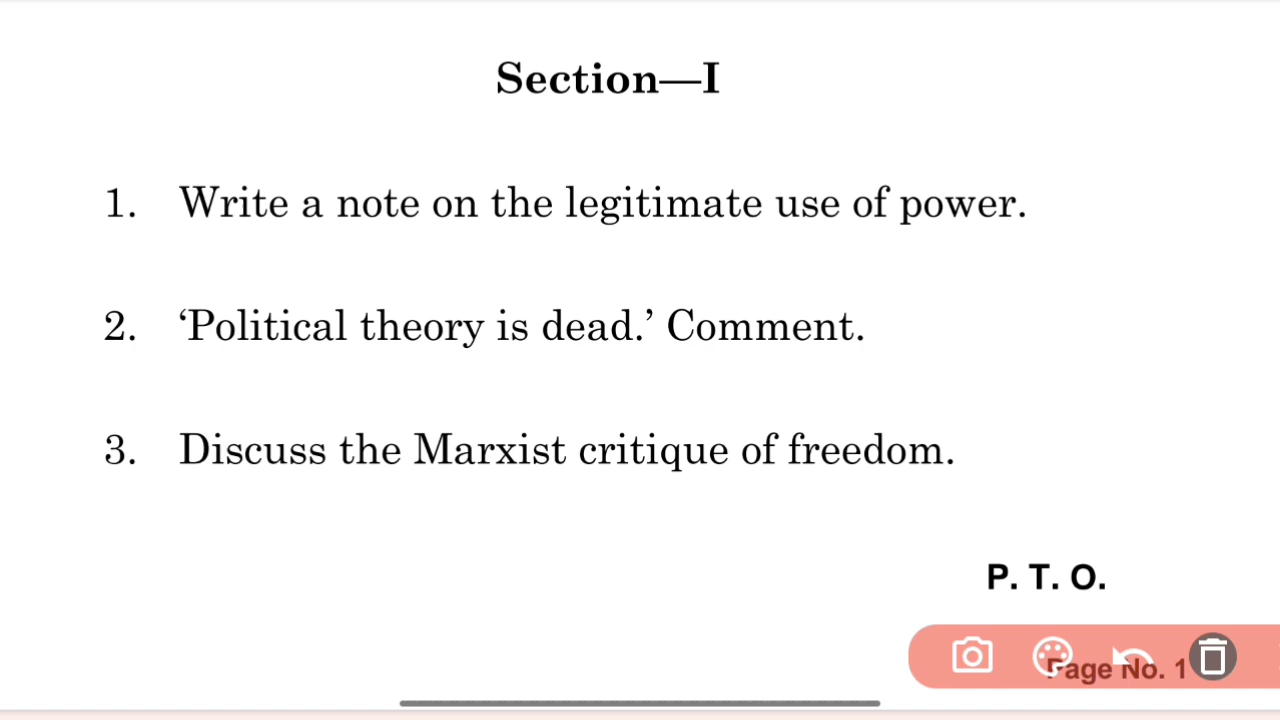 Section—I
1. Write a note on the legitimate use of power.
2. ‘Political theory is dead.’ Comment.
3. Discuss the Marxist critique of freedom.
P. T. O.
Page No. 1